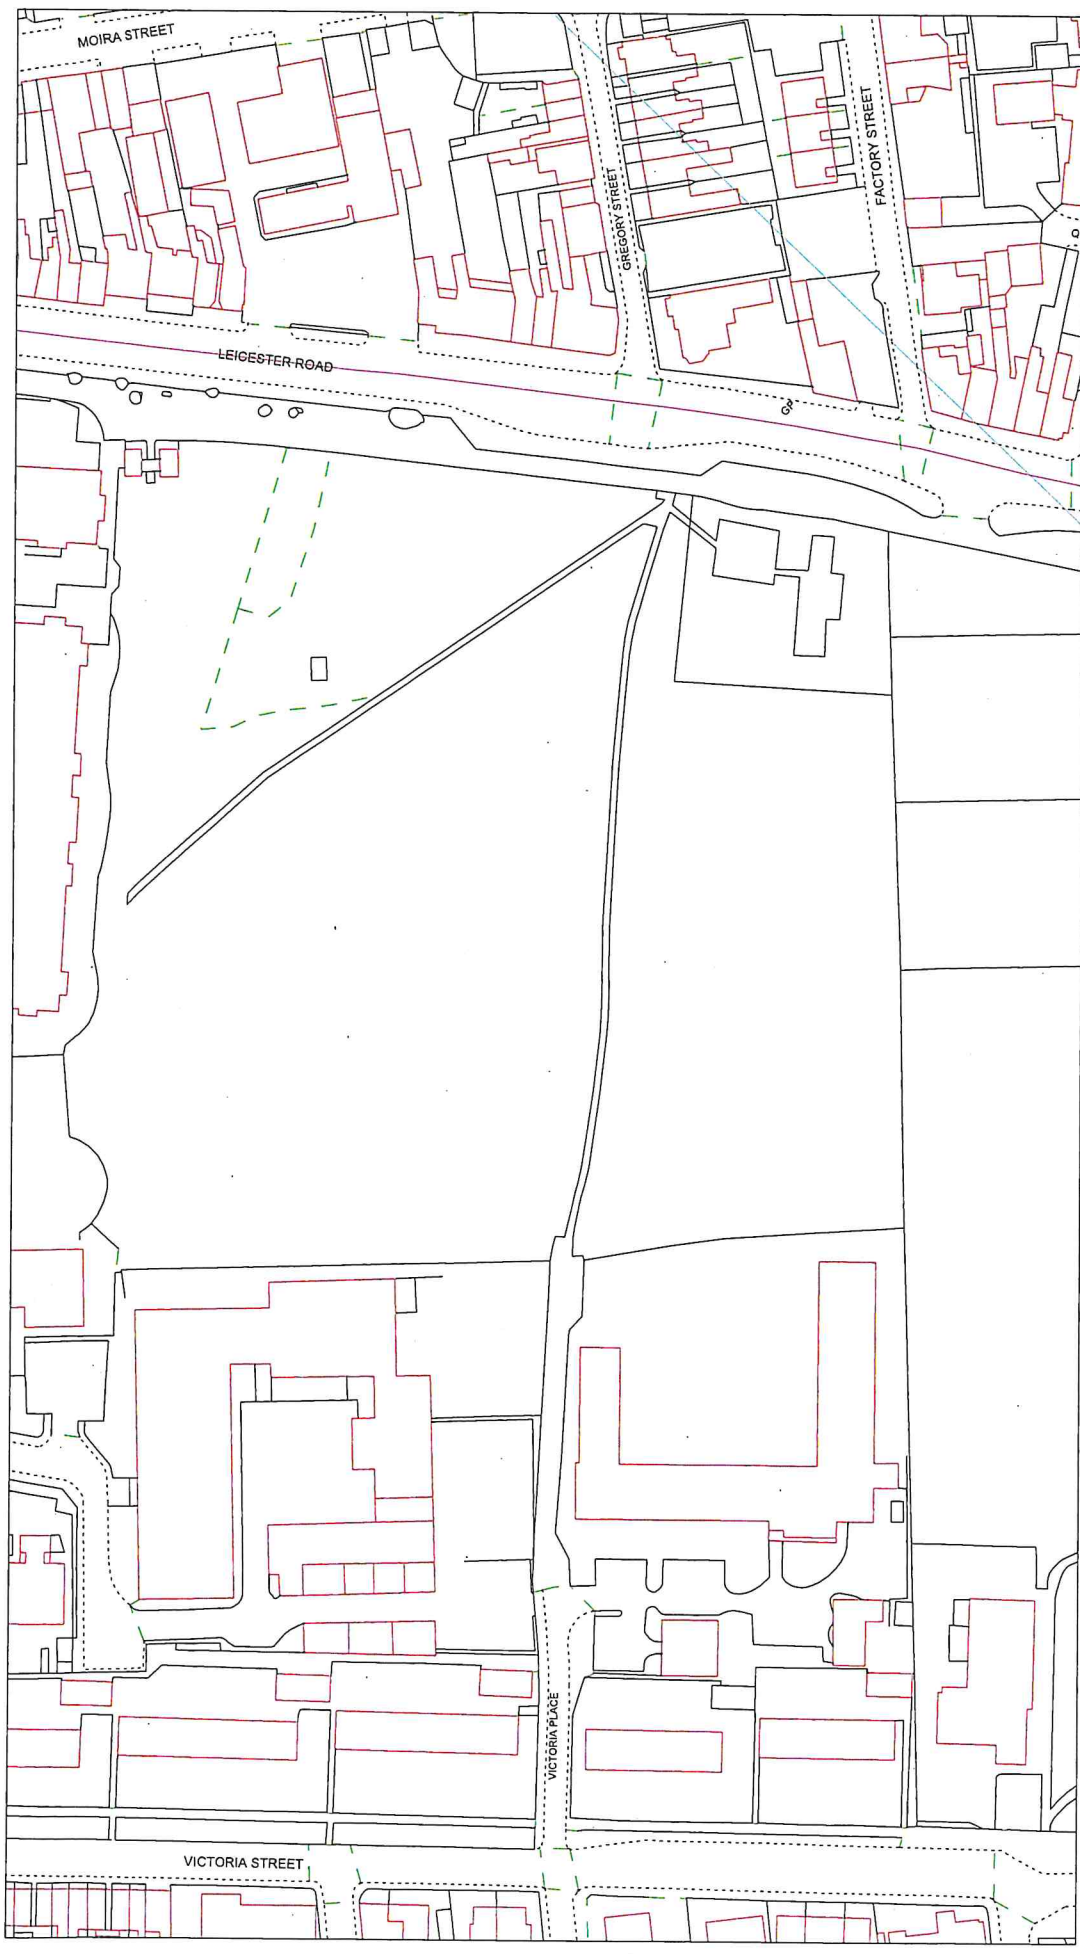 MOIRA STREET
FACTORY STREET
GREGORY STREET
LEICESTER ROAD
GP
VICTORIA PLACE
VICTORIA STREET